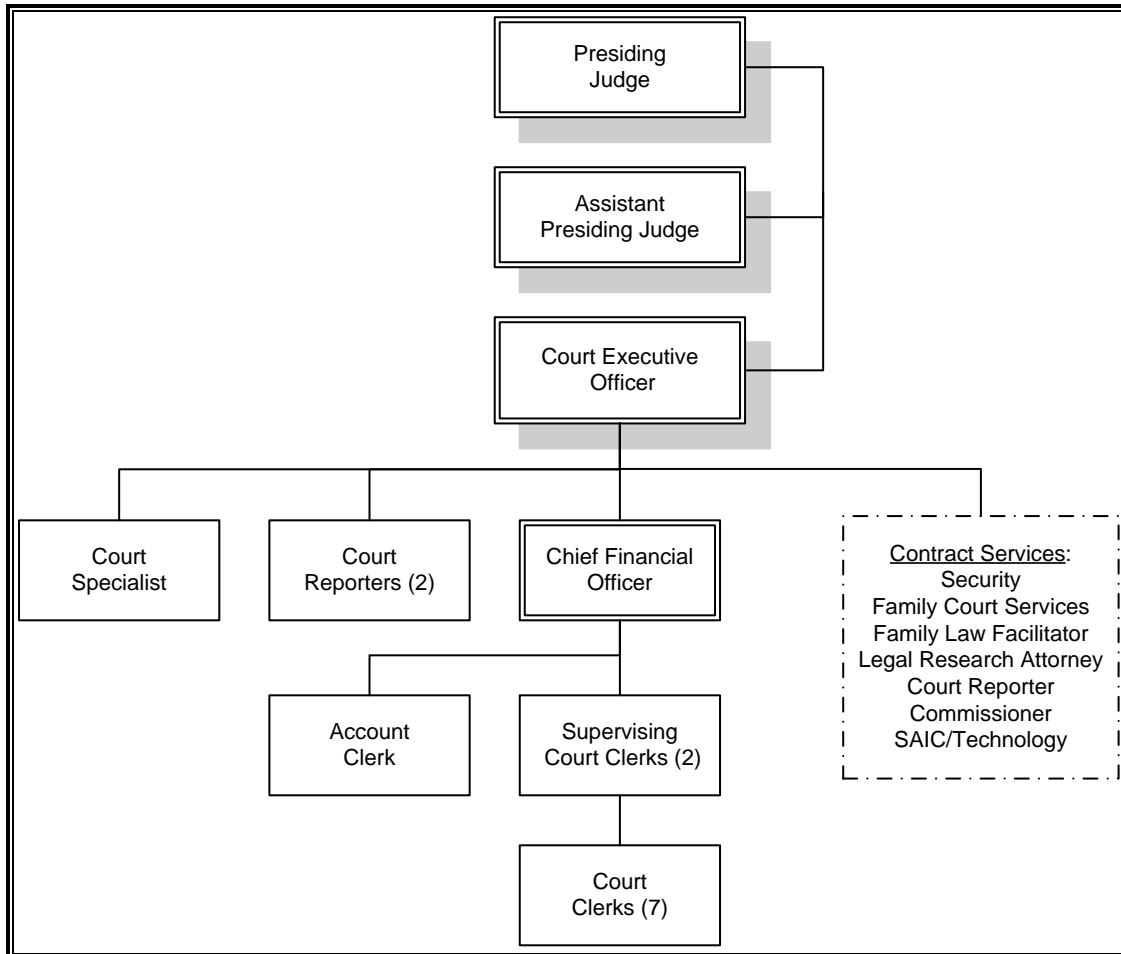 Presiding
Judge
Assistant
Presiding Judge
Court Executive
Officer
Court
Specialist
Court
Reporters (2)
Chief Financial
Officer
Contract Services:
Security
Family Court Services
Family Law Facilitator
Legal Research Attorney
Court Reporter
Commissioner
SAIC/Technology
Account
Clerk
Supervising
Court Clerks (2)
Court
Clerks (7)